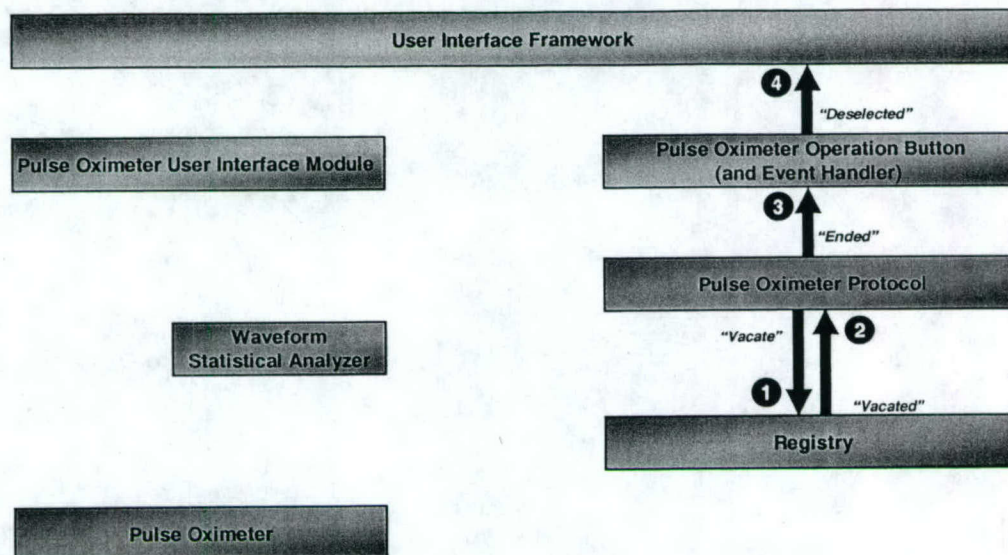 User Interface Framework
4
"Deselected"
Pulse Oximeter User Interface Module
Pulse Oximeter Operation Button
(and Event Handler)
3
"Ended"
Pulse Oximeter Protocol
Waveform
Statistical Analyzer
"Vacate"
2
1
"Vacated"
Registry
Pulse Oximeter